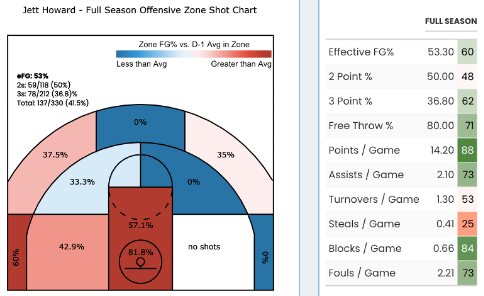 Jett Howard - Full Season Offensive Zone Shot Chart
Zone FG% vs. D-1 Avg in Zone
Less than Avg Greater than Avg
eFG: 53%
2s: 59/118 (50%)
3s: 78/212 (36.8%)
Total: 137/330 (41.5%)
0%
37.5% 35%
33.3% 0%
57.1%
60% 42.9% 81.8% no shots 0%
FULL SEASON
Effective FG% 53.30 60
2 Point % 50.00 48
3 Point % 36.80 62
Free Throw % 80.00 71
Points / Game 14.20 88
Assists / Game 2.10 73
Turnovers / Game 1.30 53
Steals / Game 0.41 25
Blocks / Game 0.66 84
Fouls / Game 2.21 73